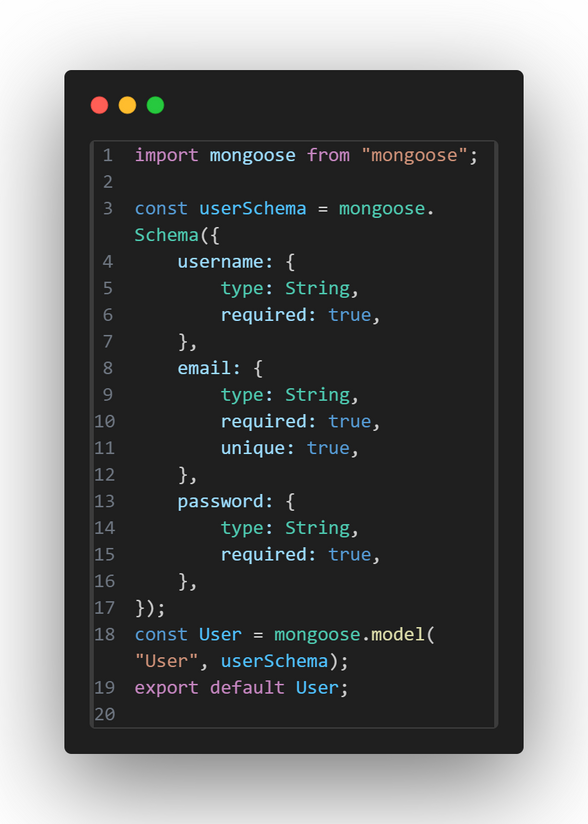 1 import mongoose from "mongoose";
2
3 const userSchema = mongoose.
Schema({
4     username: {
5         type: String,
6         required: true,
7     },
8     email: {
9         type: String,
10         required: true,
11         unique: true,
12     },
13     password: {
14         type: String,
15         required: true,
16     },
17 });
18 const User = mongoose.model(
"User", userSchema);
19 export default User;
20